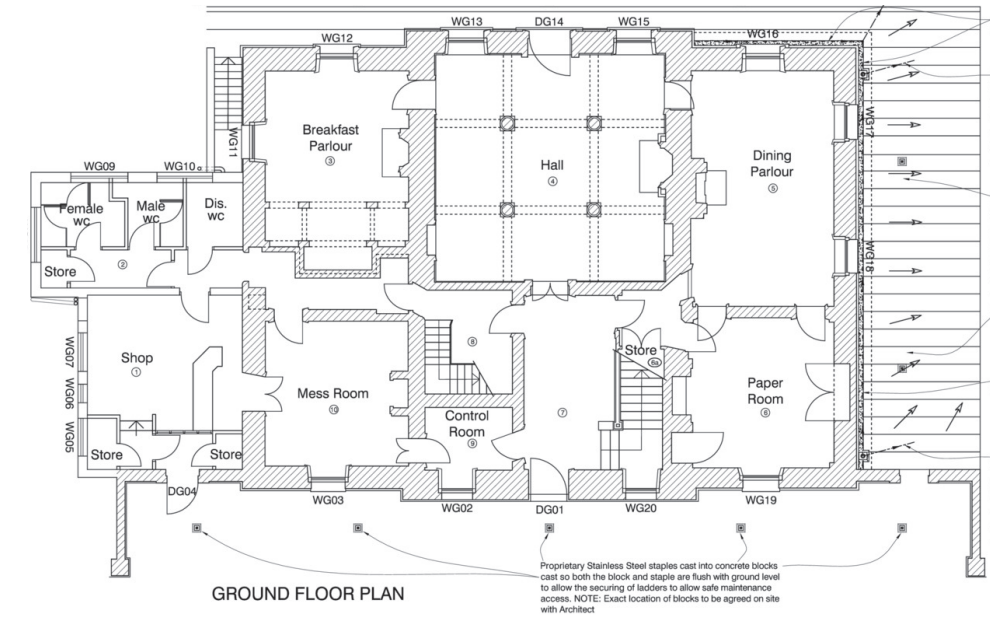 WG13
DG14
WG15
WG12
WG16
WG11
Breakfast
Parlour
3
Hall
4
Dining
Parlour
5
WG17
WG18
WG09
WG10
Female
wc
Male
wc
Dis.
wc
Store
2
Shop
1
WG07
WG06
WG05
Store
Store
DG04
Mess Room
10
8
Control
Room
9
7
Store
6a
Paper
Room
6
WG03
WG02
DG01
WG20
WG19
Proprietary Stainless Steel staples cast into concrete blocks
cast so both the block and staple are flush with ground level
to allow the securing of ladders to allow safe maintenance
access. NOTE: Exact location of blocks to be agreed on site
with Architect
GROUND FLOOR PLAN